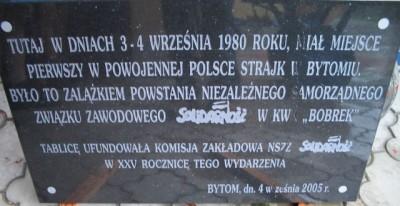 TUTAJ W DNIACH 3-4 WRZEŚNIA 1980 ROKU, MIAŁ MIEJSCE
PIERWSZY W POWOJENNEJ POLSCE STRAJK W BYTOMIU.
BYŁO TO ZALĄŻKIEM POWSTANIA NIEZALEŻNEGO SAMORZĄDNEGO
ZWIĄZKU ZAWODOWEGO SOLIDARNOŚĆ W KWK „BOBREK"
TABLICĘ UFUNDOWAŁA KOMISJA ZAKŁADOWA NSZZ SOLIDARNOŚĆ
W XXV ROCZNICĘ TEGO WYDARZENIA
BYTOM, dn. 4 września 2005 r.